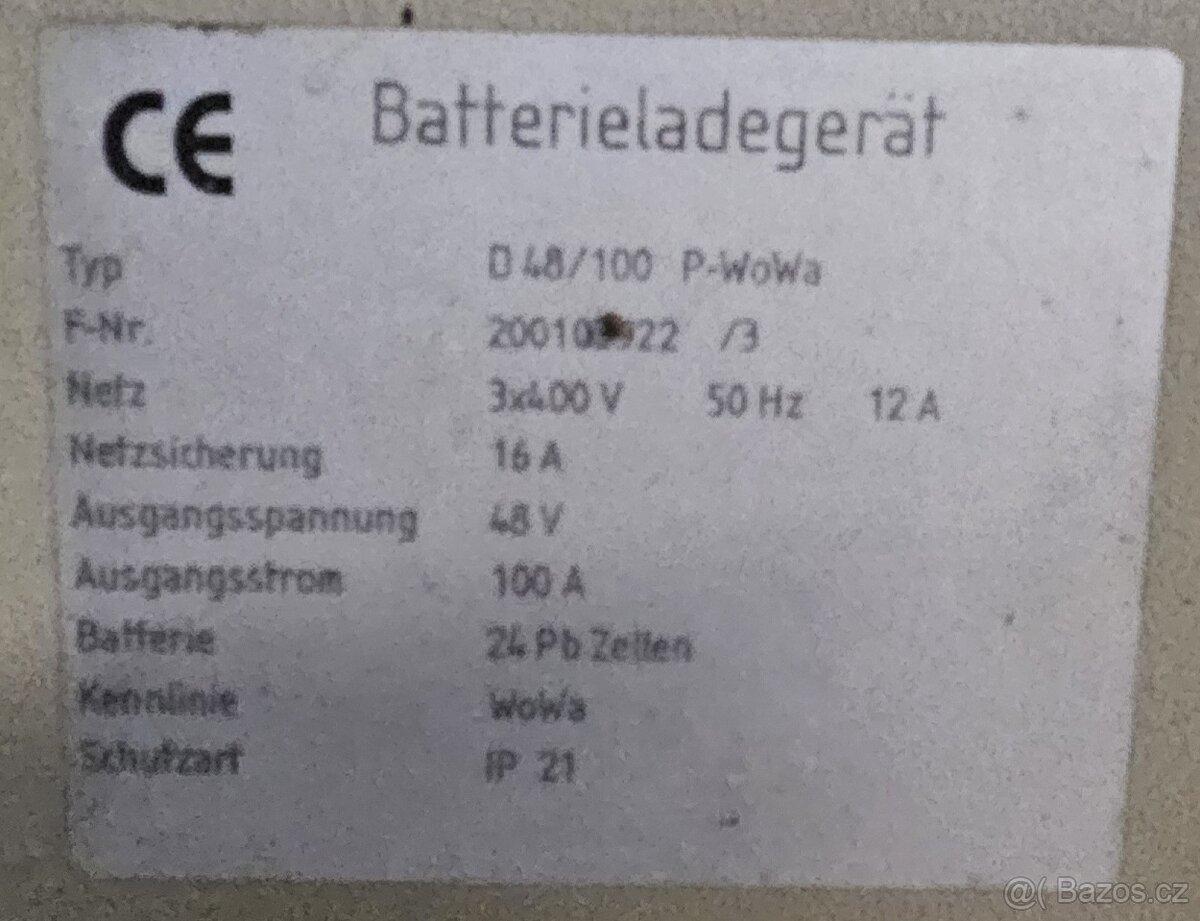 CE Batterieladegerät
Typ D 48/100 P-WoWa
F-Nr. /3
Netz 3x400 V 50 Hz 12 A
Netzsicherung 16 A
Ausgangsspannung 48 V
Ausgangsstrom 100 A
Batterie 24 Pb Zellen
Kennlinie WoWa
Schutzart IP 21
@( Bazos.cz